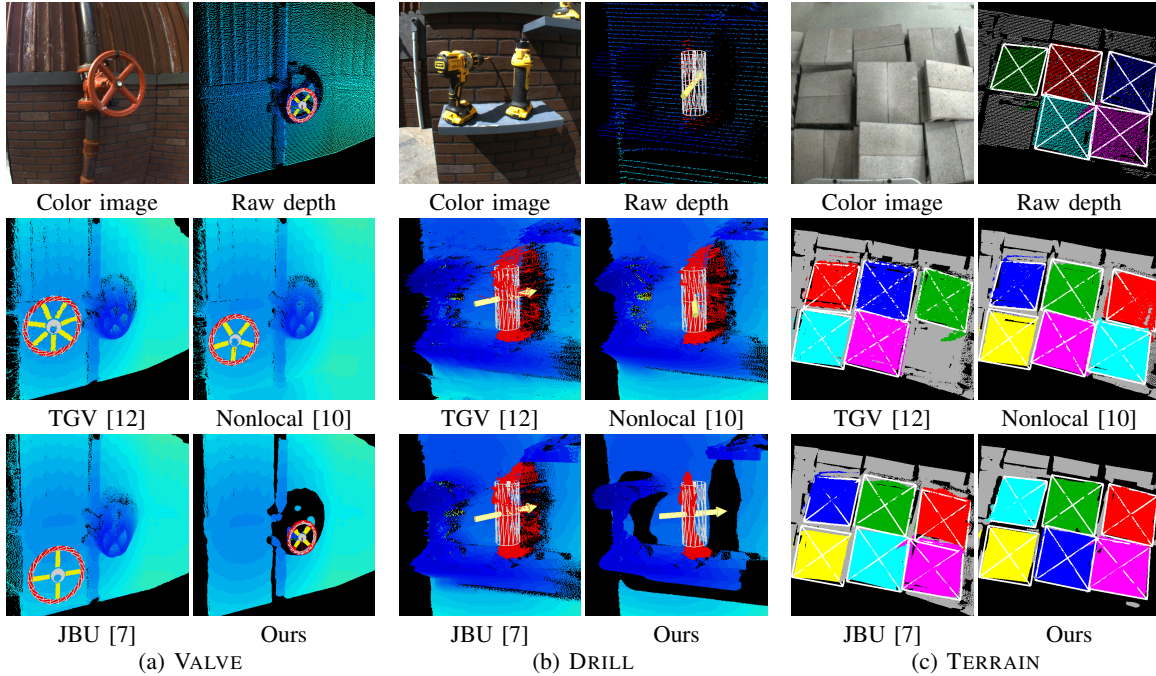 Color image Raw depth Color image Raw depth Color image Raw depth
TGV [12] Nonlocal [10] TGV [12] Nonlocal [10] TGV [12] Nonlocal [10]
JBU [7] Ours JBU [7] Ours JBU [7] Ours
(a) VALVE (b) DRILL (c) TERRAIN